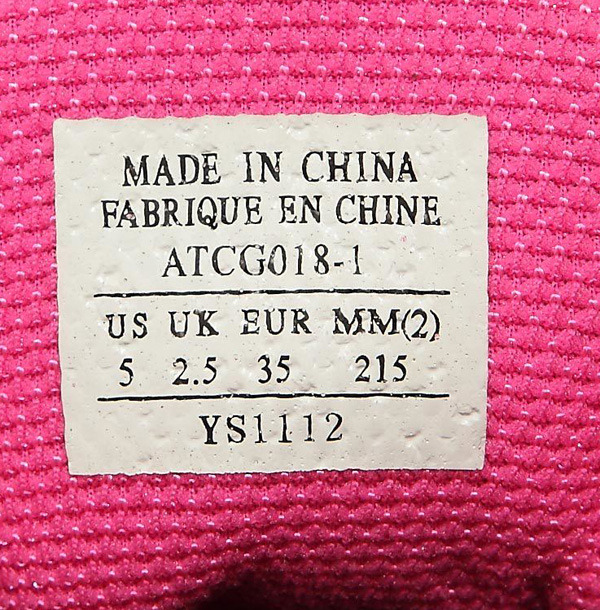 MADE IN CHINA
FABRIQUE EN CHINE
ATCG018-1
US UK EUR MM(2)
5 2.5 35 215
YS1112